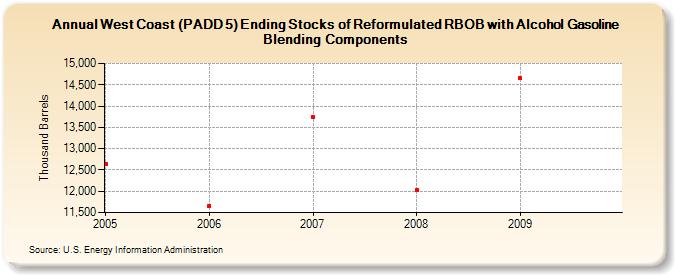 Annual West Coast (PADD 5) Ending Stocks of Reformulated RBOB with Alcohol Gasoline
Blending Components
Thousand Barrels
15,000
14,500
14,000
13,500
13,000
12,500
12,000
11,500
2005 2006 2007 2008 2009
Source: U.S. Energy Information Administration